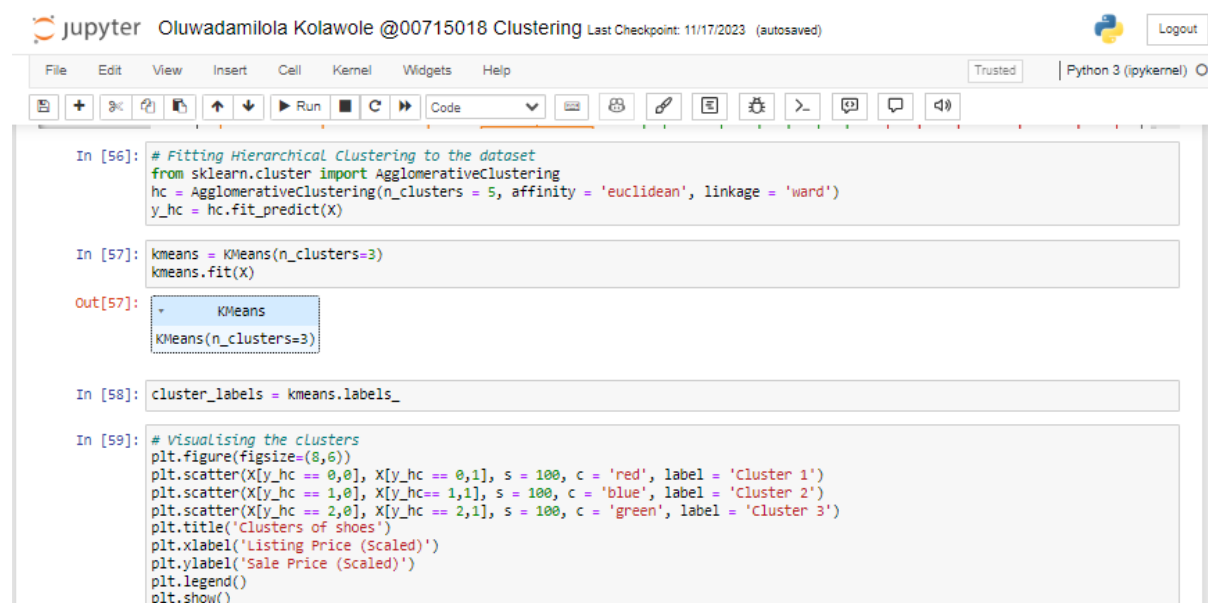 jupyter Oluwadamilola Kolawole @00715018 Clustering Last Checkpoint: 11/17/2023 (autosaved)
Logout
File Edit View Insert Cell Kernel Widgets Help
Trusted Python 3 (ipykernel)
Run Code
In [56]: # Fitting Hierarchical Clustering to the dataset
from sklearn.cluster import AgglomerativeClustering
hc = AgglomerativeClustering(n_clusters = 5, affinity = 'euclidean', linkage = 'ward')
y_hc = hc.fit_predict(X)
In [57]: kmeans = KMeans(n_clusters=3)
kmeans.fit(X)
Out[57]:
KMeans
KMeans(n_clusters=3)
In [58]: cluster_labels = kmeans.labels_
In [59]: # Visualising the clusters
plt.figure(figsize=(8,6))
plt.scatter(X[y_hc == 0,0], X[y_hc == 0,1], s = 100, c = 'red', label = 'Cluster 1')
plt.scatter(X[y_hc == 1,0], X[y_hc== 1,1], s = 100, c = 'blue', label = 'Cluster 2')
plt.scatter(X[y_hc == 2,0], X[y_hc == 2,1], s = 100, c = 'green', label = 'Cluster 3')
plt.title('Clusters of shoes')
plt.xlabel('Listing Price (Scaled)')
plt.ylabel('Sale Price (Scaled)')
plt.legend()
plt.show()